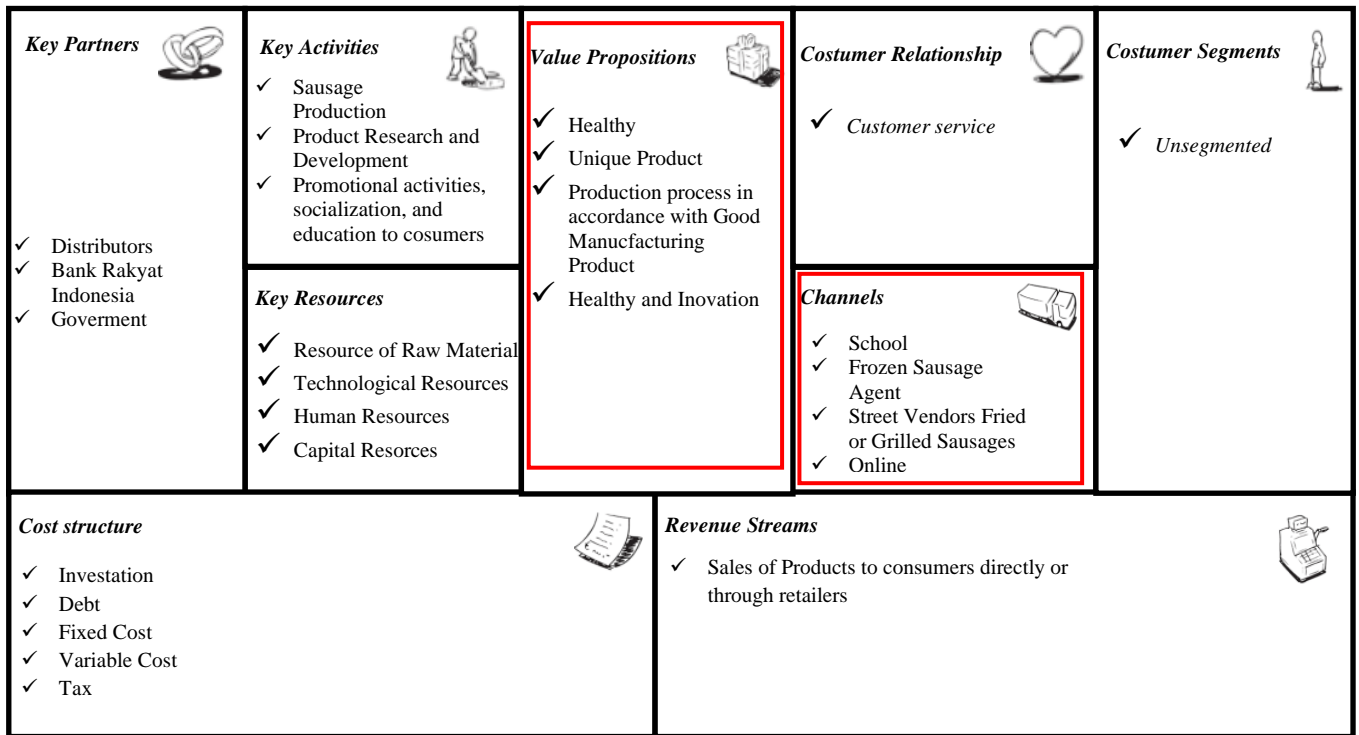 Key Partners
✓ Distributors
✓ Bank Rakyat
Indonesia
✓ Goverment
Key Activities
✓ Sausage
Production
✓ Product Research and
Development
✓ Promotional activities,
socialization, and
education to cosumers
Key Resources
✓ Resource of Raw Material
✓ Technological Resources
✓ Human Resources
✓ Capital Resorces
Value Propositions
✓ Healthy
✓ Unique Product
✓ Production process in
accordance with Good
Manucfacturing
Product
✓ Healthy and Inovation
Costumer Relationship
✓ Customer service
Channels
✓ School
✓ Frozen Sausage
Agent
✓ Street Vendors Fried
or Grilled Sausages
✓ Online
Costumer Segments
✓ Unsegmented
Cost structure
✓ Investation
✓ Debt
✓ Fixed Cost
✓ Variable Cost
✓ Tax
Revenue Streams
✓ Sales of Products to consumers directly or
through retailers